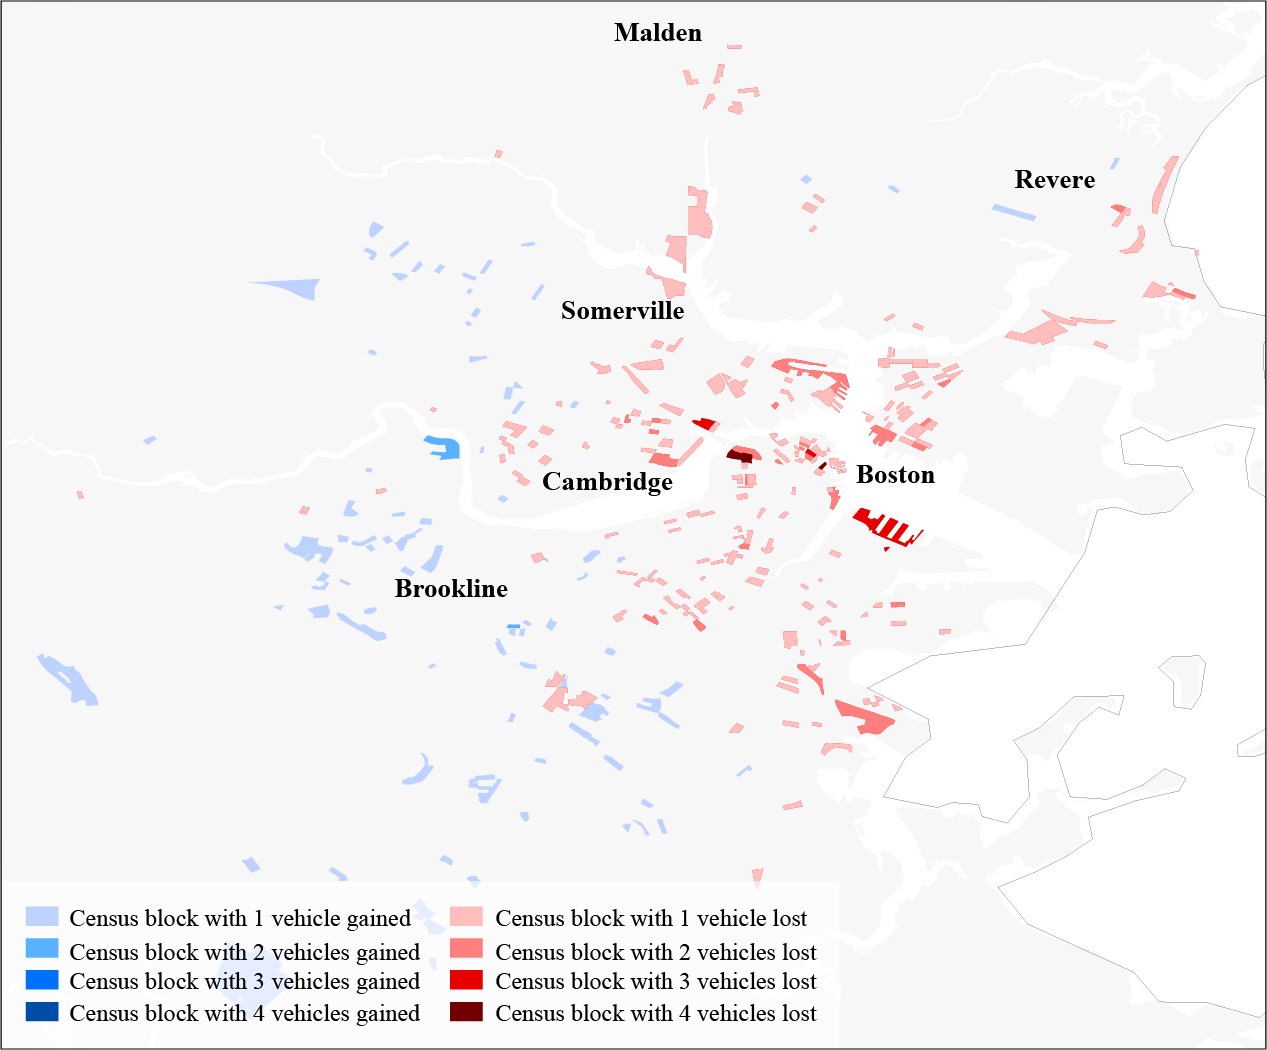 Malden
Revere
Somerville
Cambridge
Boston
Brookline
Census block with 1 vehicle gained
Census block with 2 vehicles gained
Census block with 3 vehicles gained
Census block with 4 vehicles gained
Census block with 1 vehicle lost
Census block with 2 vehicles lost
Census block with 3 vehicles lost
Census block with 4 vehicles lost